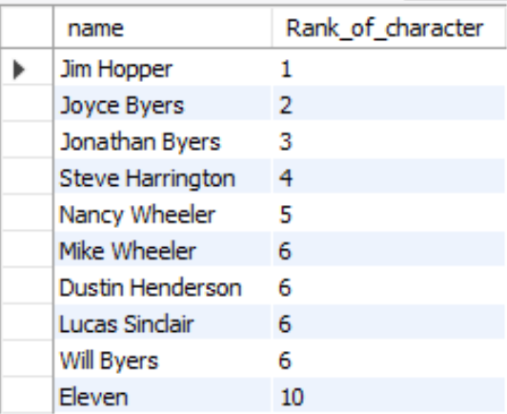 name Rank_of_character
Jim Hopper 1
Joyce Byers 2
Jonathan Byers 3
Steve Harrington 4
Nancy Wheeler 5
Mike Wheeler 6
Dustin Henderson 6
Lucas Sinclair 6
Will Byers 6
Eleven 10